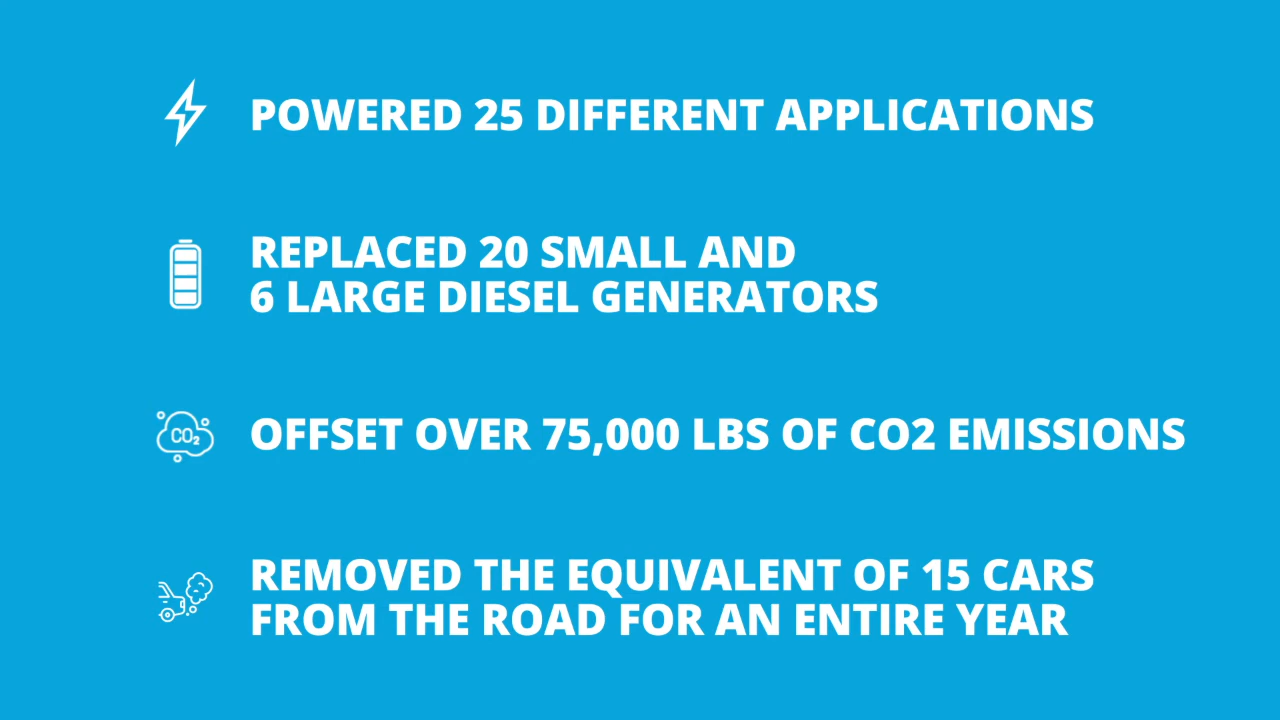 POWERED 25 DIFFERENT APPLICATIONS
REPLACED 20 SMALL AND
6 LARGE DIESEL GENERATORS
CO₂
OFFSET OVER 75,000 LBS OF CO2 EMISSIONS
REMOVED THE EQUIVALENT OF 15 CARS
FROM THE ROAD FOR AN ENTIRE YEAR